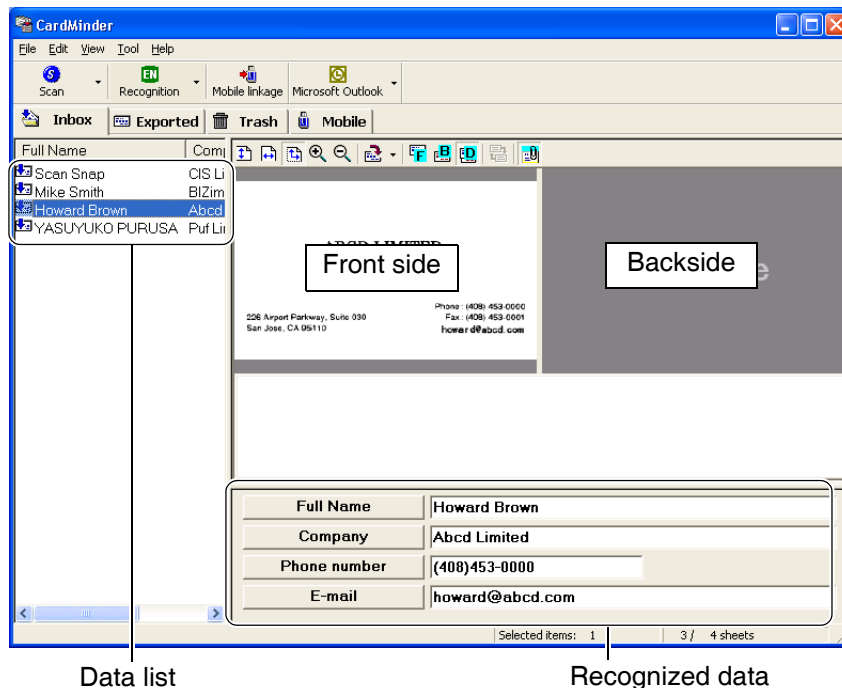 CardMinder
File Edit View Tool Help
Scan Recognition Mobile linkage Microsoft Outlook
Inbox Exported Trash Mobile
Full Name
Scan Snap CIS Li
Mike Smith BIZim
Howard Brown Abcd
YASUYUKO PURUSA Puf Li
Front side
Backside
Phone : (408) 453-0000
226 Airport Parkway, Suite 030 Fax : (408) 453-0001
San Jose, CA 95110 howard@abcd.com
Full Name Howard Brown
Company Abcd Limited
Phone number (408)453-0000
E-mail howard@abcd.com
Selected items: 1 3 / 4 sheets
Data list Recognized data